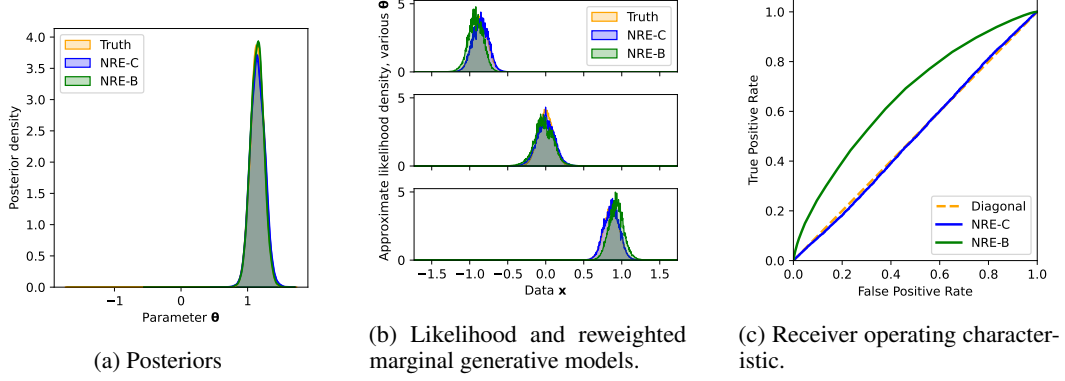 4.0
3.5
3.0
2.5
2.0
1.5
1.0
0.5
0.0
Posterior density
Truth
NRE-C
NRE-B
−1
0
1
Parameter θ
(a) Posteriors
Approximate likelihood density, various θ
5
0
5
0
5
0
Truth
NRE-C
NRE-B
−1.5 −1.0 −0.5 0.0 0.5 1.0 1.5
Data x
(b) Likelihood and reweighted
marginal generative models.
True Positive Rate
1.0
0.8
0.6
0.4
0.2
0.0
Diagonal
NRE-C
NRE-B
0.0 0.2 0.4 0.6 0.8 1.0
False Positive Rate
(c) Receiver operating character-
istic.